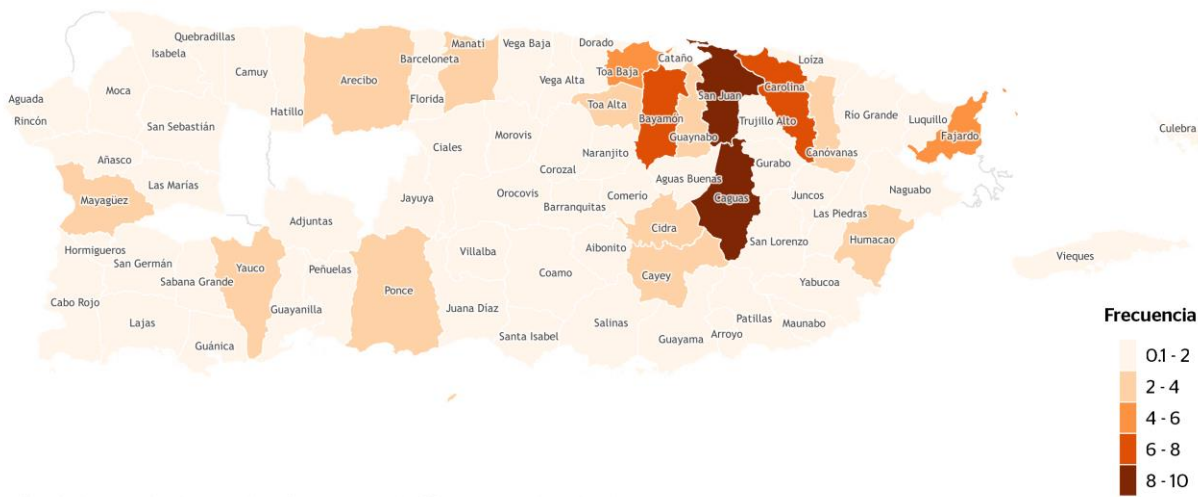 Quebradillas
Isabela
Camuy
Moca
Aguada
Rincón
San Sebastián
Hatillo
Arecibo
Barceloneta
Manatí
Florida
Vega Baja
Dorado
Vega Alta
Toa Baja
Cataño
Toa Alta
Bayamón
Guaynabo
San Juan
Carolina
Loíza
Trujillo Alto
Canóvanas
Río Grande
Luquillo
Fajardo
Culebra
Añasco
Las Marías
Mayagüez
Ciales
Morovis
Naranjito
Corozal
Aguas Buenas
Gurabo
Jayuya
Orocovis
Comerío
Barranquitas
Caguas
Juncos
Naguabo
Las Piedras
Adjuntas
Cidra
Humacao
San Lorenzo
Hormigueros
San Germán
Sabana Grande
Yauco
Peñuelas
Villalba
Aibonito
Coamo
Cayey
Vieques
Yabucoa
Cabo Rojo
Lajas
Guánica
Guayanilla
Ponce
Juana Díaz
Santa Isabel
Salinas
Guayama
Arroyo
Patillas
Maunabo
Frecuencia
0.1 - 2
2 - 4
4 - 6
6 - 8
8 - 10